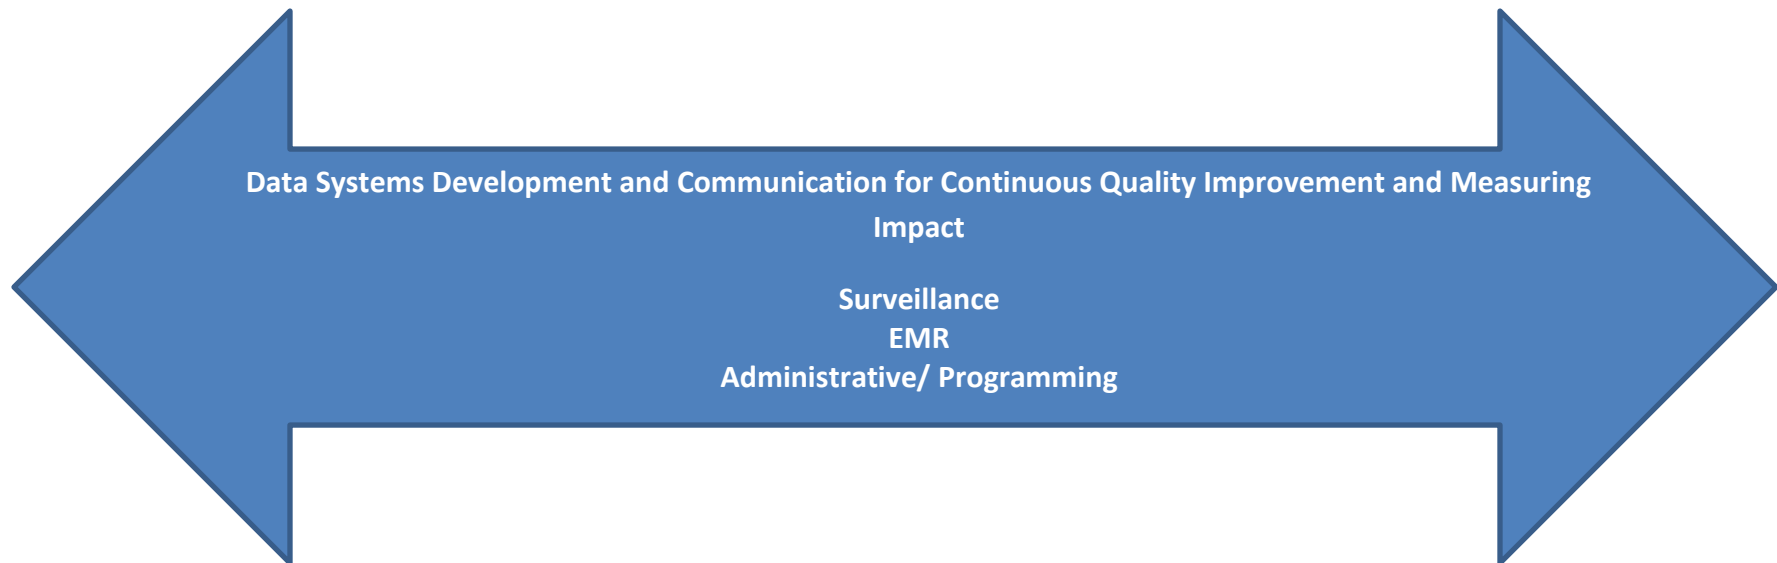 Data Systems Development and Communication for Continuous Quality Improvement and Measuring
Impact
Surveillance
EMR
Administrative/ Programming